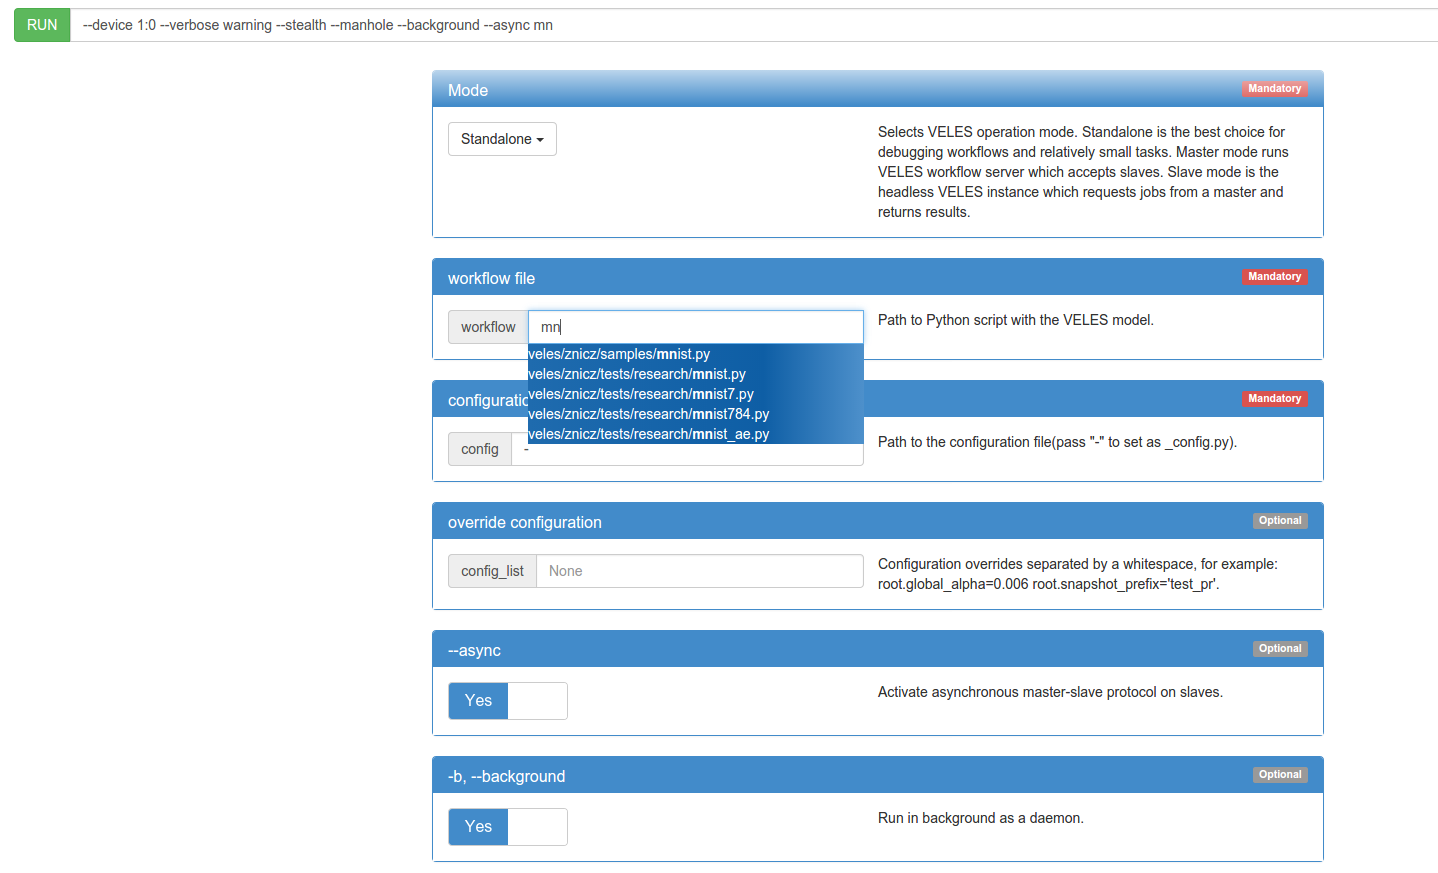 RUN --device 1:0 --verbose warning --stealth --manhole --background --async mn
Mode Mandatory
Standalone
Selects VELES operation mode. Standalone is the best choice for
debugging workflows and relatively small tasks. Master mode runs
VELES workflow server which accepts slaves. Slave mode is the
headless VELES instance which requests jobs from a master and
returns results.
workflow file Mandatory
workflow mn
Path to Python script with the VELES model.
veles/znicz/samples/mnist.py
veles/znicz/tests/research/mnist.py
veles/znicz/tests/research/mnist7.py
veles/znicz/tests/research/mnist784.py
veles/znicz/tests/research/mnist_ae.py
configuratio Mandatory
config -
Path to the configuration file(pass "-" to set as _config.py).
override configuration Optional
config_list None
Configuration overrides separated by a whitespace, for example:
root.global_alpha=0.006 root.snapshot_prefix='test_pr'.
--async Optional
Yes
Activate asynchronous master-slave protocol on slaves.
-b, --background Optional
Yes
Run in background as a daemon.